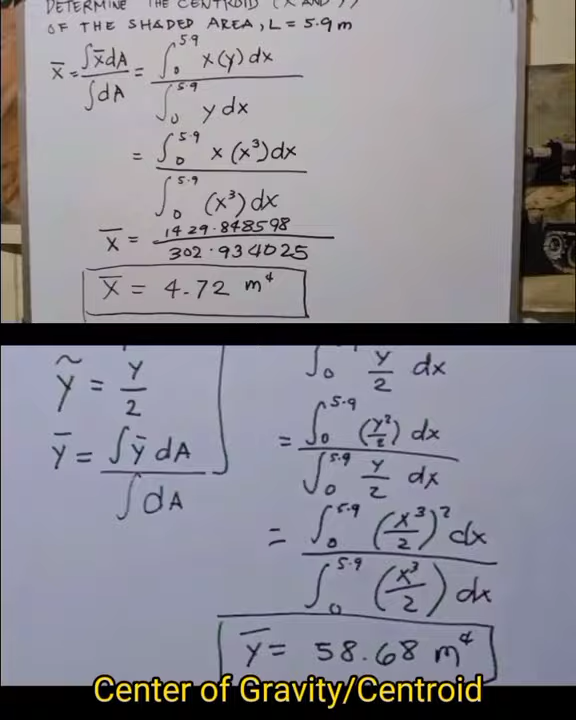 DETERMINE THE CENTROID (X AND Y)
OF THE SHADED AREA, L = 5.9 m
x̄ = ∫x̄dA / ∫dA = ∫₀^5.9 x(y)dx / ∫₀^5.9 y dx
= ∫₀^5.9 x(x³)dx / ∫₀^5.9 (x³)dx
x̄ = 1429.848598 / 302.934025
x̄ = 4.72 m⁴
ỹ = y/2
ȳ = ∫ȳ dA / ∫dA
∫₀ y/2 dx
= ∫₀^5.9 (y²/2) dx / ∫₀^5.9 y/2 dx
= ∫₀^5.9 (x³/2)² dx / ∫₀^5.9 (x³/2) dx
ȳ = 58.68 m⁴
Center of Gravity/Centroid